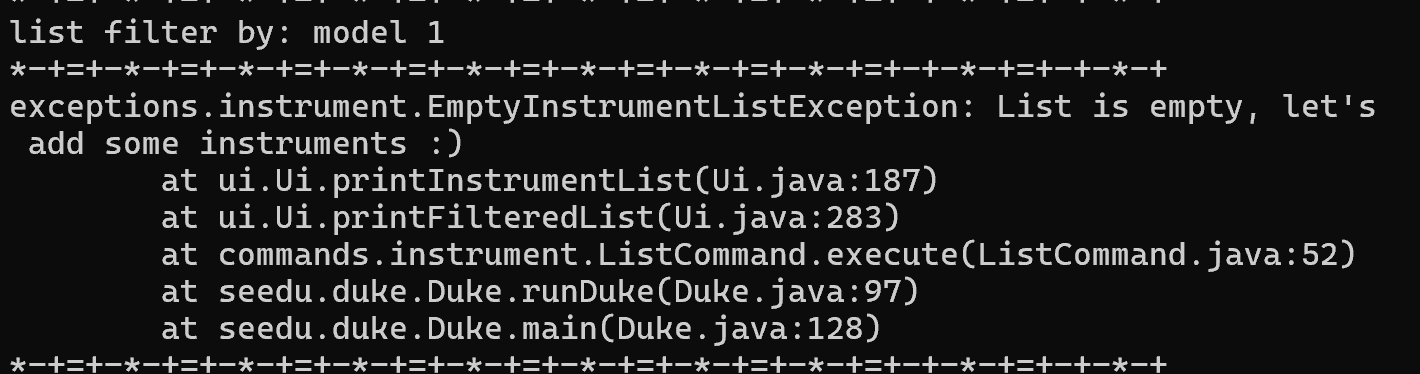 list filter by: model 1
*-+=+-*-+=+-*-+=+-*-+=+-*-+=+-*-+=+-*-+=+-*-+=+-+-*-+=+-+-*-+
exceptions.instrument.EmptyInstrumentListException: List is empty, let's
 add some instruments :)
        at ui.Ui.printInstrumentList(Ui.java:187)
        at ui.Ui.printFilteredList(Ui.java:283)
        at commands.instrument.ListCommand.execute(ListCommand.java:52)
        at seedu.duke.Duke.runDuke(Duke.java:97)
        at seedu.duke.Duke.main(Duke.java:128)
*-+=+-*-+=+-*-+=+-*-+=+-*-+=+-*-+=+-*-+=+-*-+=+-+-*-+=+-+-*-+